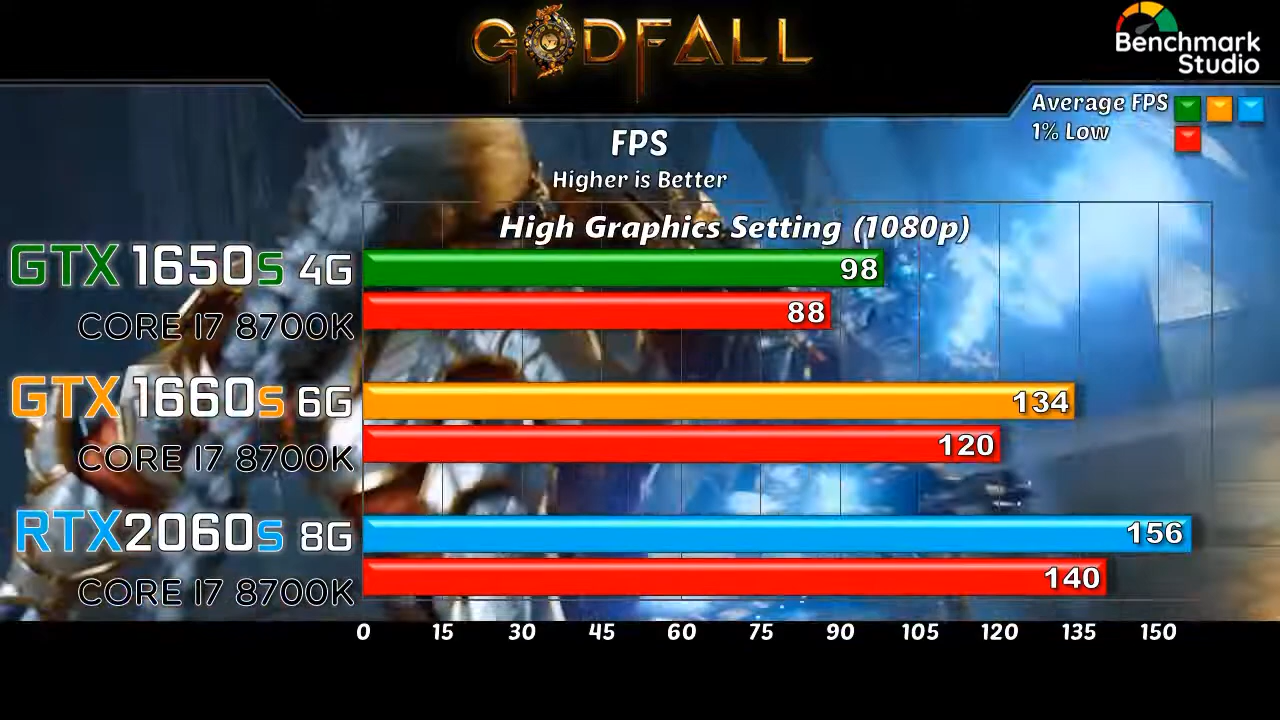 GODFALL
Benchmark
Studio
Average FPS
1% Low
FPS
Higher is Better
High Graphics Setting (1080p)
GTX 1650s 4G
98
CORE I7 8700K
88
GTX 1660s 6G
134
CORE I7 8700K
120
RTX2060s 8G
156
CORE I7 8700K
140
0 15 30 45 60 75 90 105 120 135 150